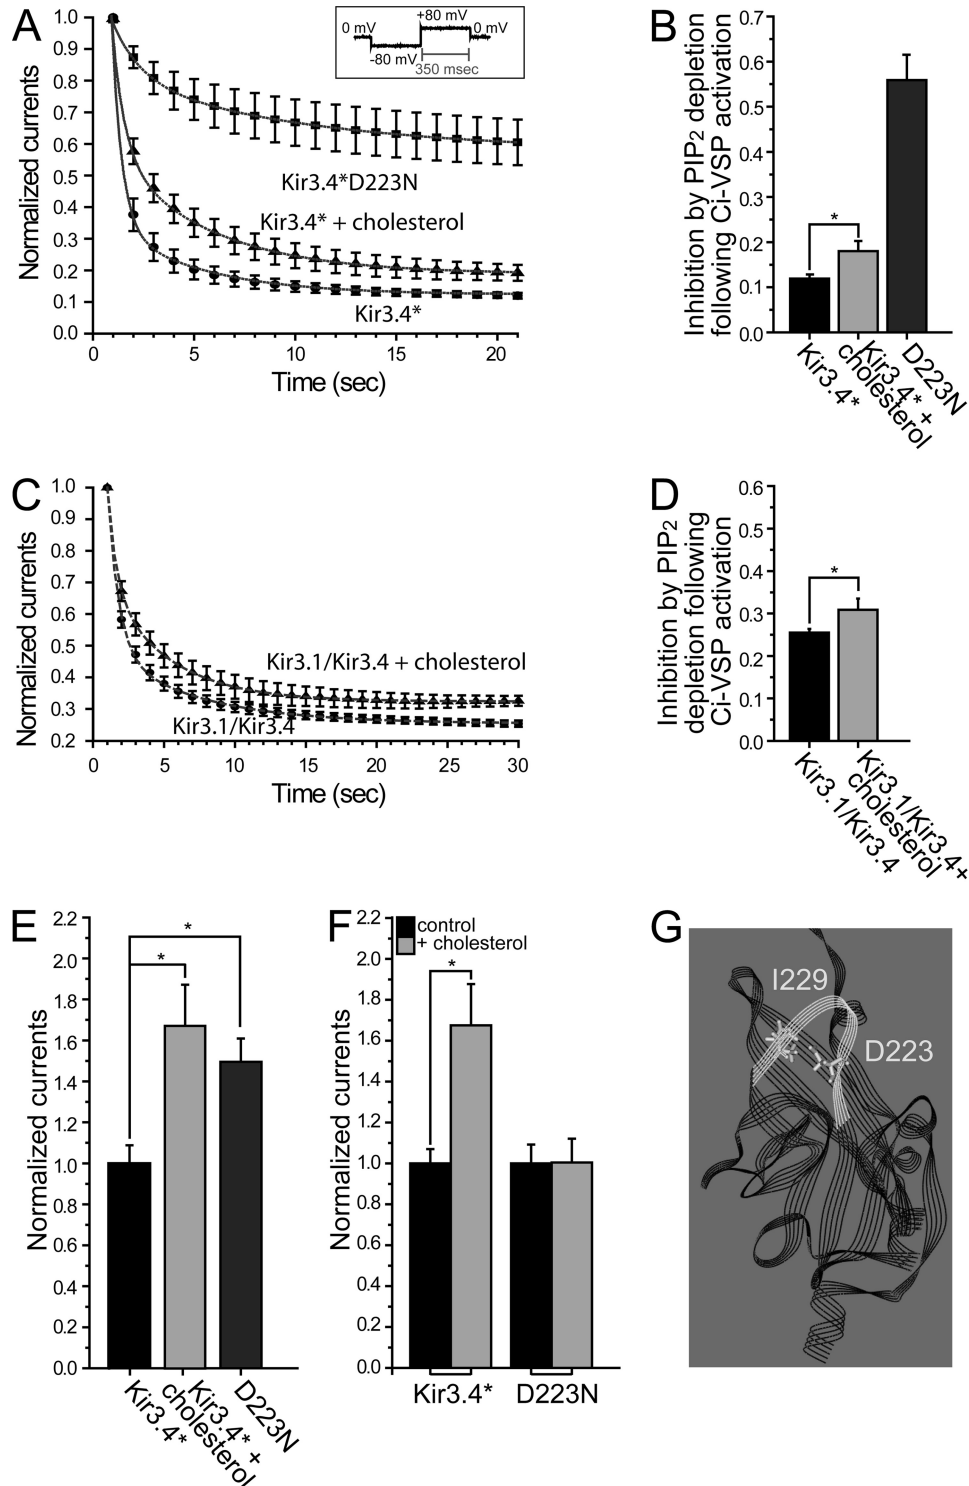 A
Normalized currents
1.0
0.9
0.8
0.7
0.6
0.5
0.4
0.3
0.2
0.1
0.0
0 mV
+80 mV
0 mV
-80 mV
350 msec
Kir3.4*D223N
Kir3.4* + cholesterol
Kir3.4*
0 5 10 15 20
Time (sec)
B
Inhibition by PIP2 depletion
following Ci-VSP activation
0.7
0.6
0.5
0.4
0.3
0.2
0.1
0.0
*
Kir3.4*
Kir3.4* +
cholesterol
D223N
C
Normalized currents
1.0
0.9
0.8
0.7
0.6
0.5
0.4
0.3
0.2
Kir3.1/Kir3.4 + cholesterol
Kir3.1/Kir3.4
0 5 10 15 20 25 30
Time (sec)
D
Inhibition by PIP2
depletion following
Ci-VSP activation
0.6
0.5
0.4
0.3
0.2
0.1
0.0
*
Kir3.1/Kir3.4
Kir3.1/Kir3.4+
cholesterol
E
Normalized currents
2.2
2.0
1.8
1.6
1.4
1.2
1.0
0.8
0.6
0.4
0.2
0.0
*
*
Kir3.4*
Kir3.4* +
cholesterol
D223N
F
Normalized currents
2.2
2.0
1.8
1.6
1.4
1.2
1.0
0.8
0.6
0.4
0.2
0.0
control
+ cholesterol
*
Kir3.4*
D223N
G
I229
D223